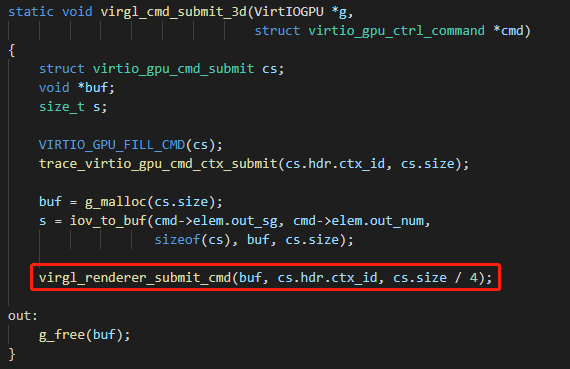 static void virgl_cmd_submit_3d(VirtIOGPU *g,
                                struct virtio_gpu_ctrl_command *cmd)
{
    struct virtio_gpu_cmd_submit cs;
    void *buf;
    size_t s;

    VIRTIO_GPU_FILL_CMD(cs);
    trace_virtio_gpu_cmd_ctx_submit(cs.hdr.ctx_id, cs.size);

    buf = g_malloc(cs.size);
    s = iov_to_buf(cmd->elem.out_sg, cmd->elem.out_num,
                   sizeof(cs), buf, cs.size);

    virgl_renderer_submit_cmd(buf, cs.hdr.ctx_id, cs.size / 4);

out:
    g_free(buf);
}